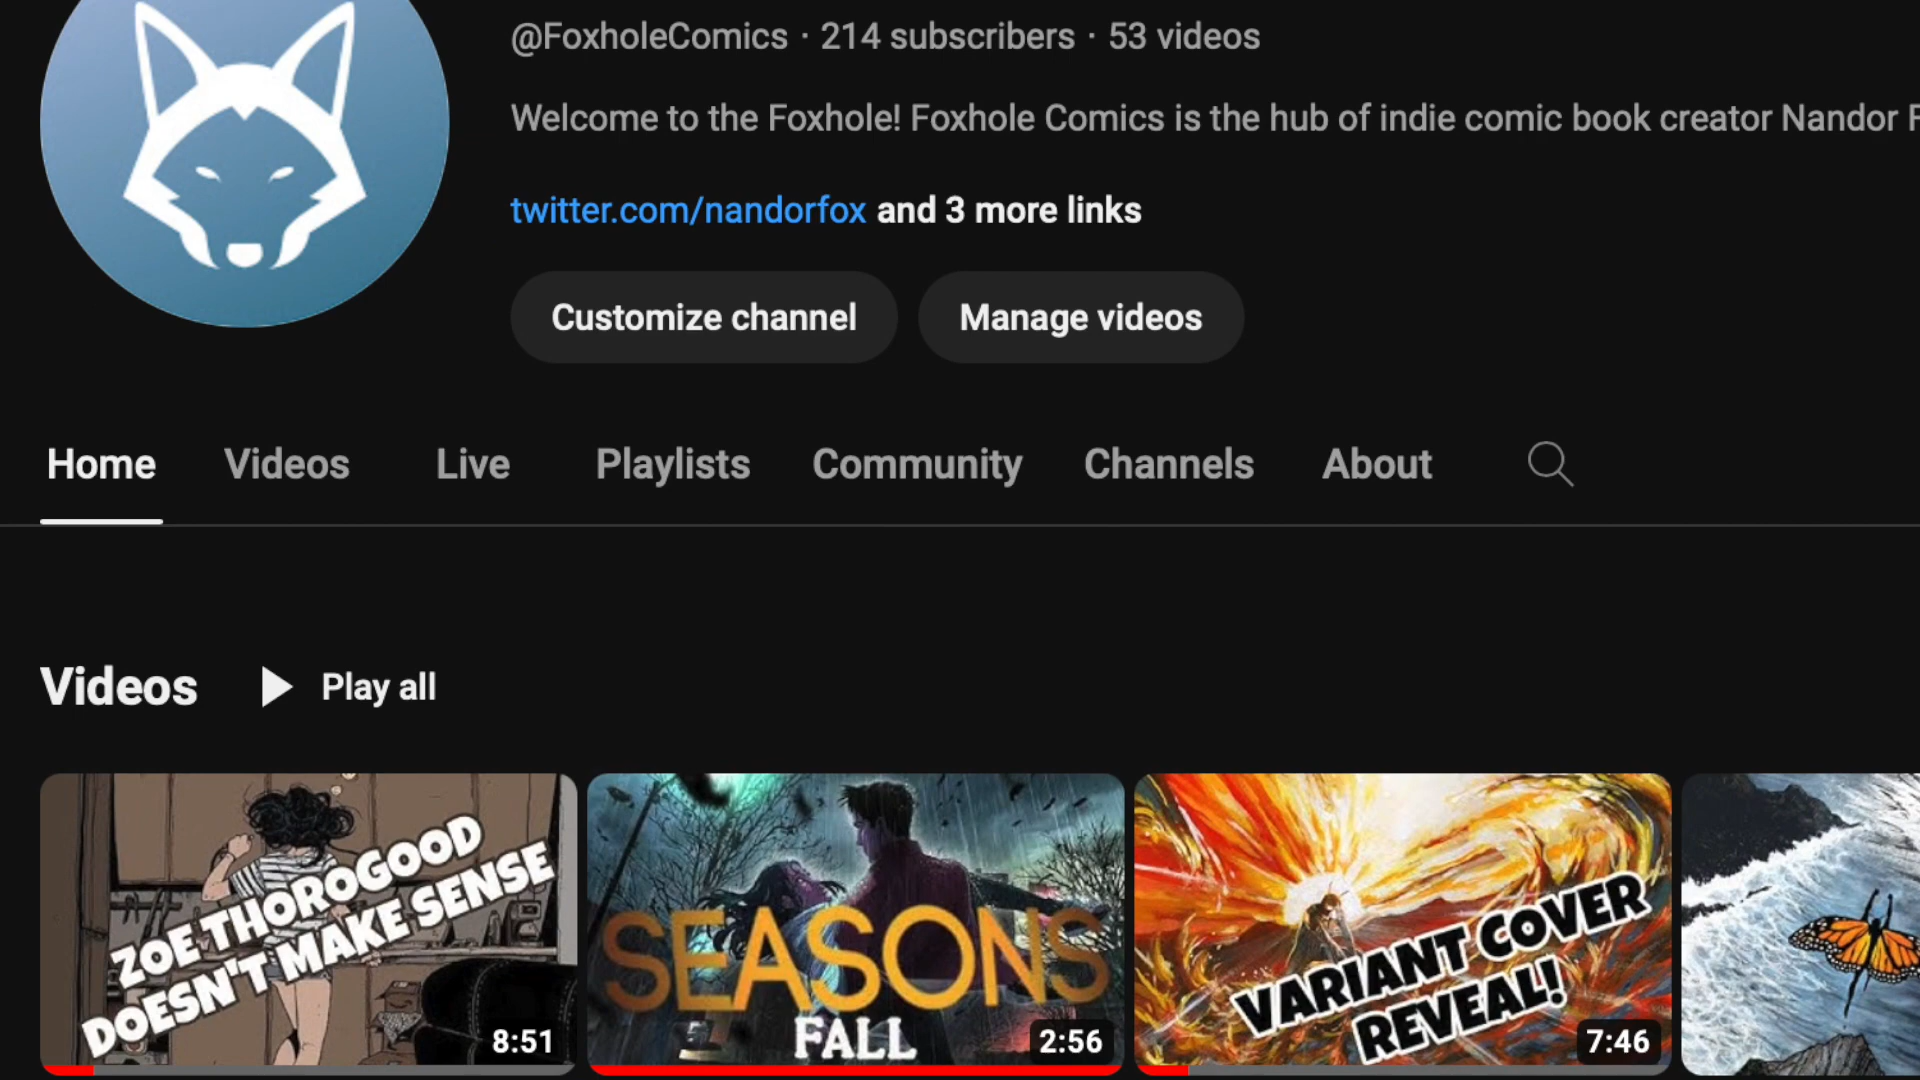 @FoxholeComics · 214 subscribers · 53 videos
Welcome to the Foxhole! Foxhole Comics is the hub of indie comic book creator Nandor
twitter.com/nandorfox and 3 more links
Customize channel Manage videos
Home Videos Live Playlists Community Channels About
Videos Play all
ZOE THOROGOOD
DOESN'T MAKE SENSE
8:51
SEASONS
FALL
2:56
VARIANT COVER
REVEAL!
7:46